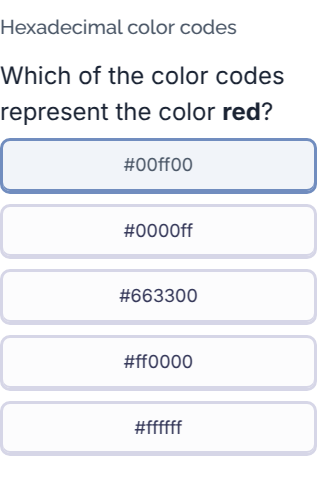 Hexadecimal color codes
Which of the color codes
represent the color red?
#00ff00
#0000ff
#663300
#ff0000
#ffffff